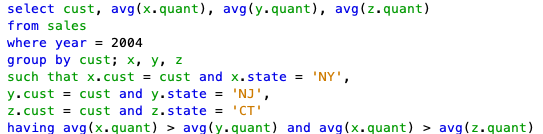 select cust, avg(x.quant), avg(y.quant), avg(z.quant)
from sales
where year = 2004
group by cust; x, y, z
such that x.cust = cust and x.state = 'NY',
y.cust = cust and y.state = 'NJ',
z.cust = cust and z.state = 'CT'
having avg(x.quant) > avg(y.quant) and avg(x.quant) > avg(z.quant)